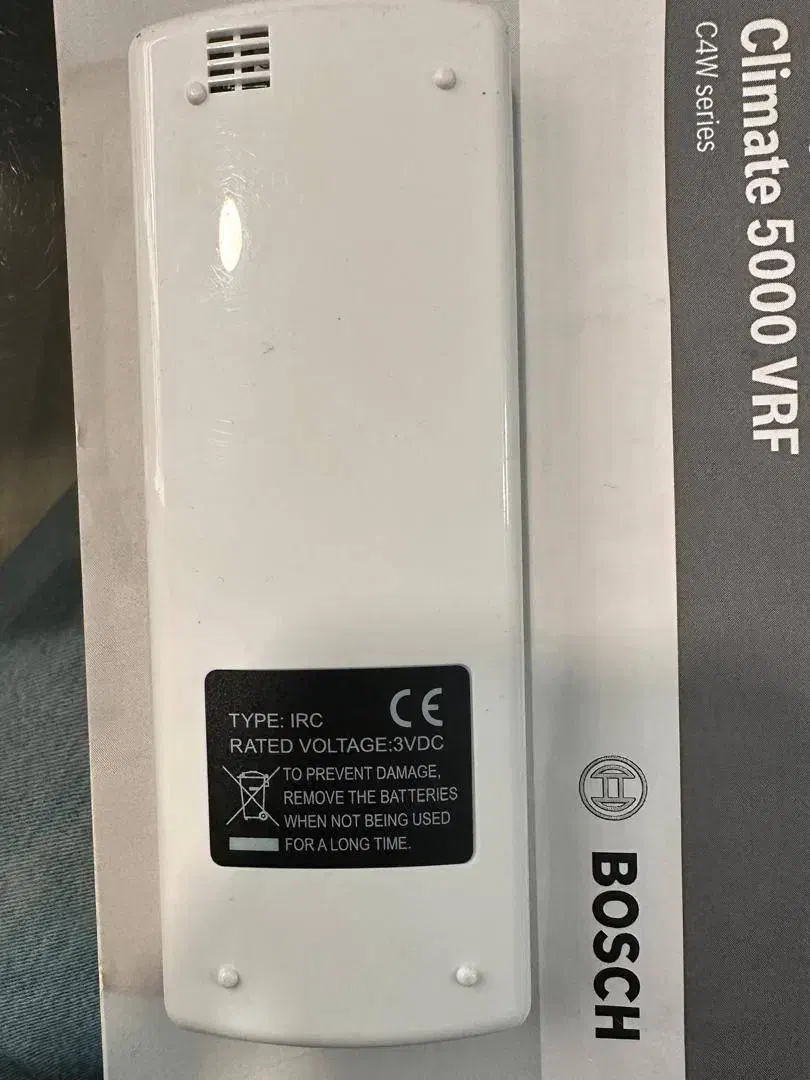 Climate 5000 VRF
C4W series
TYPE: IRC
CE
RATED VOLTAGE:3VDC
TO PREVENT DAMAGE,
REMOVE THE BATTERIES
WHEN NOT BEING USED
FOR A LONG TIME.
BOSCH